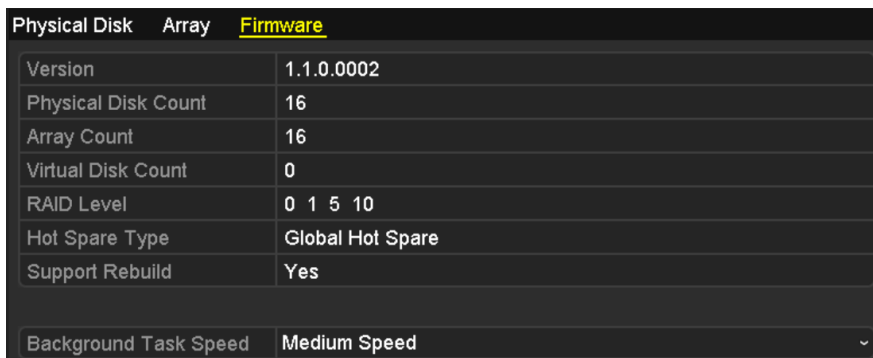 Physical Disk Array Firmware
Version 1.1.0.0002
Physical Disk Count 16
Array Count 16
Virtual Disk Count 0
RAID Level 0 1 5 10
Hot Spare Type Global Hot Spare
Support Rebuild Yes
Background Task Speed Medium Speed